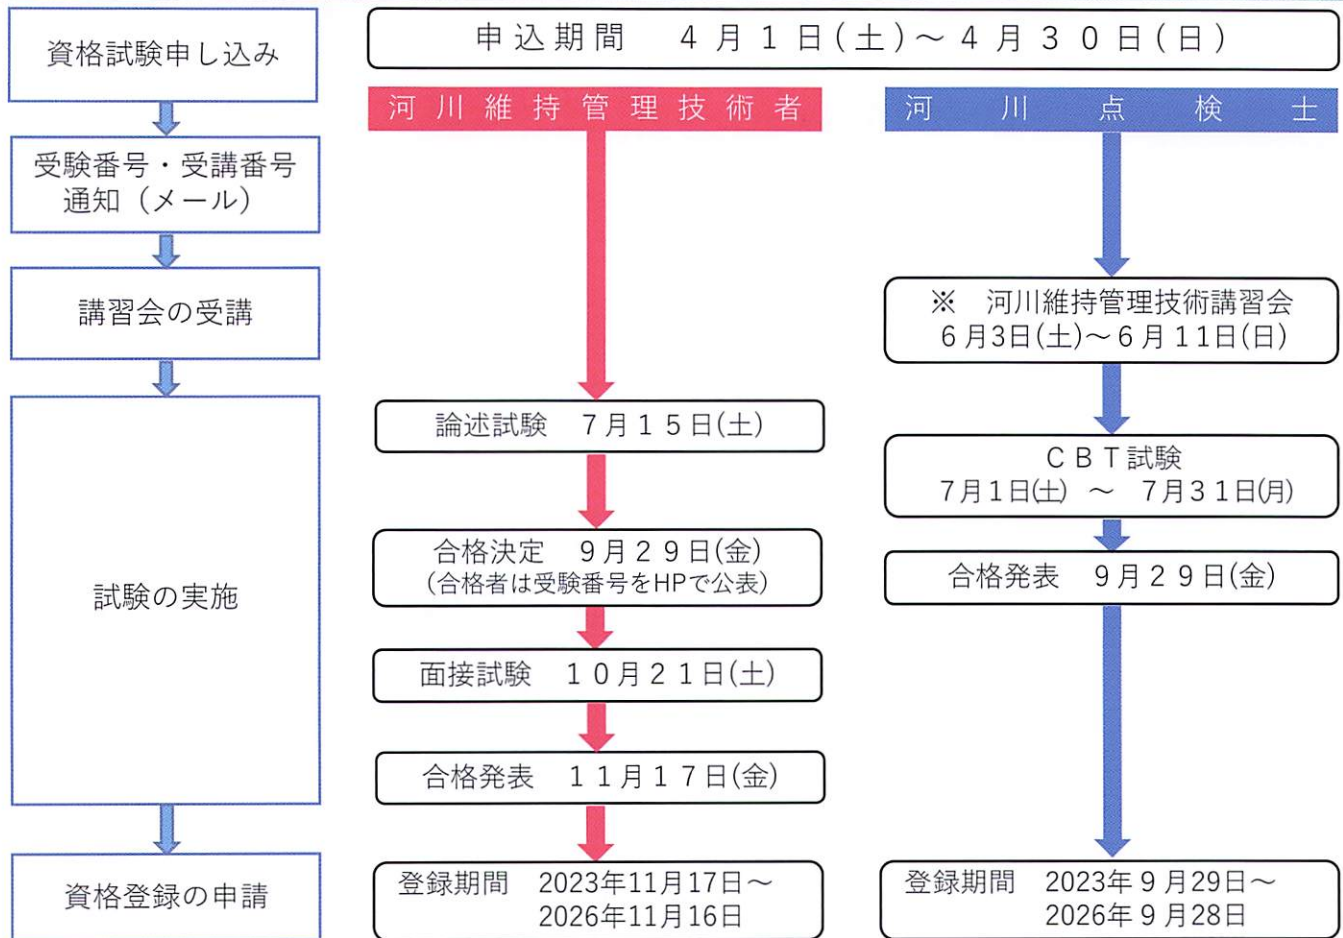 資格試験申し込み
受験番号・受講番号
通知（メール）
講習会の受講
試験の実施
資格登録の申請
申込期間　４月１日(土)～４月３０日(日)
河川維持管理技術者
論述試験　７月１５日(土)
合格決定　９月２９日(金)
(合格者は受験番号をHPで公表)
面接試験　１０月２１日(土)
合格発表　１１月１７日(金)
登録期間　2023年11月17日～
2026年11月16日
河川点検士
※　河川維持管理技術講習会
６月3日(土)～６月１1日(日)
ＣＢＴ試験
７月1日(土)　～　７月３１日(月)
合格発表　９月２９日(金)
登録期間　2023年９月29日～
2026年９月28日